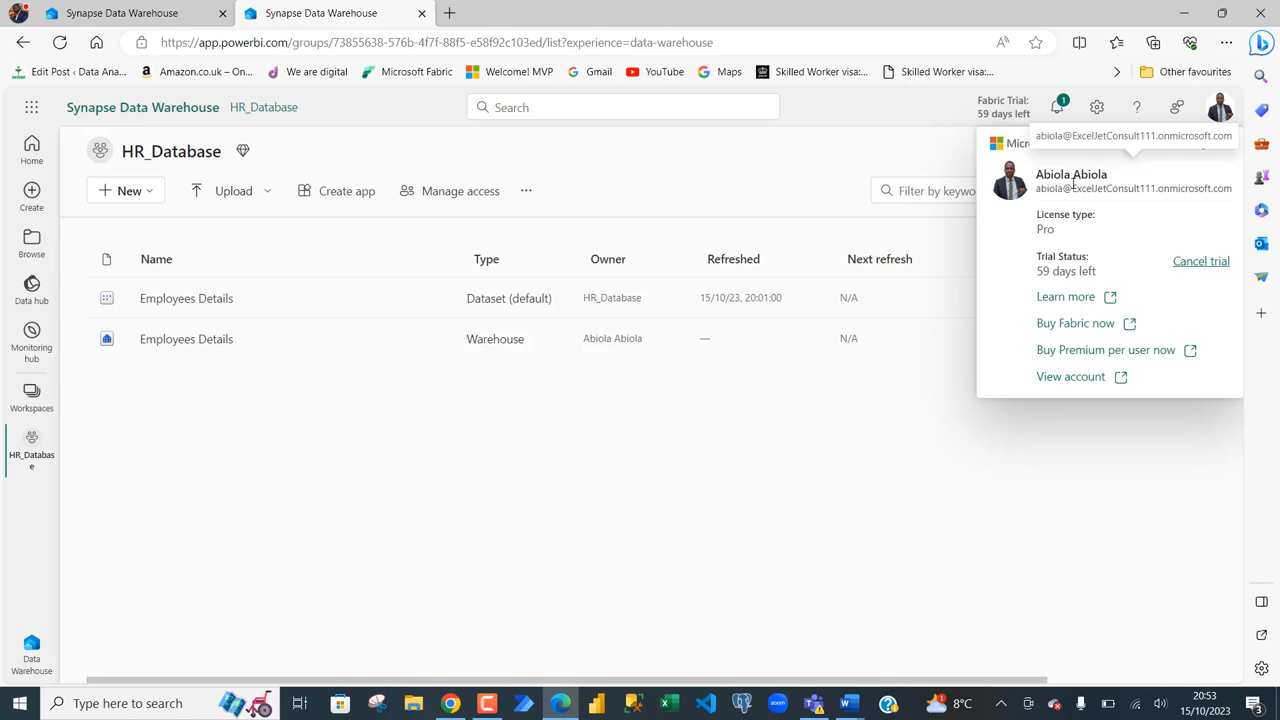 Synapse Data Warehouse
Synapse Data Warehouse
https://app.powerbi.com/groups/73855638-576b-4f7f-88f5-e58f92c103ed/list?experience=data-warehouse
Edit Post ‹ Data Ana...
Amazon.co.uk – On...
We are digital
Microsoft Fabric
Welcome! MVP
Gmail
YouTube
Maps
Skilled Worker visa:...
Skilled Worker visa:...
Other favourites
Synapse Data Warehouse
HR_Database
Search
Fabric Trial:
59 days left
1
abiola@ExcelJetConsult111.onmicrosoft.com
HR_Database
Abiola Abiola
abiola@ExcelJetConsult111.onmicrosoft.com
License type:
Pro
Trial Status:
59 days left
Cancel trial
Learn more
Buy Fabric now
Buy Premium per user now
View account
New
Upload
Create app
Manage access
Filter by keywo
Name
Type
Owner
Refreshed
Next refresh
Employees Details
Dataset (default)
HR_Database
15/10/23, 20:01:00
N/A
Employees Details
Warehouse
Abiola Abiola
—
N/A
Home
Create
Browse
Data hub
Monitoring
hub
Workspaces
HR_Databas
e
Data
Warehouse
Type here to search
8°C
20:53
15/10/2023
3